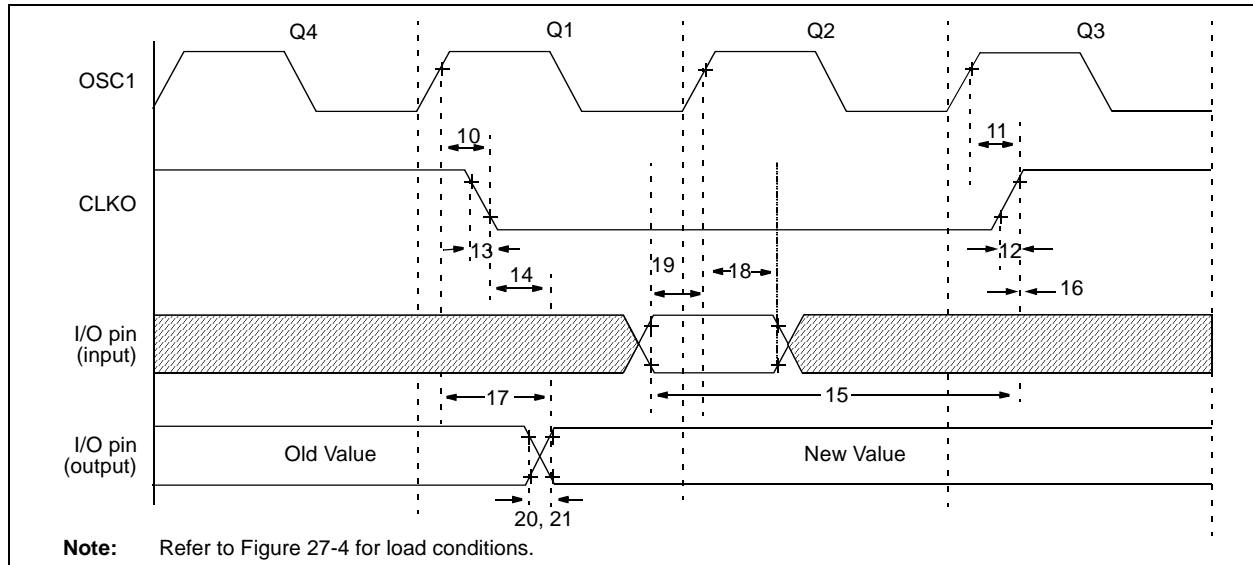 Q4 Q1 Q2 Q3
OSC1
10 11
CLKO
13 12
14 19 18 16
I/O pin
(input)
17 15
I/O pin
(output)
Old Value New Value
20, 21
Note: Refer to Figure 27-4 for load conditions.